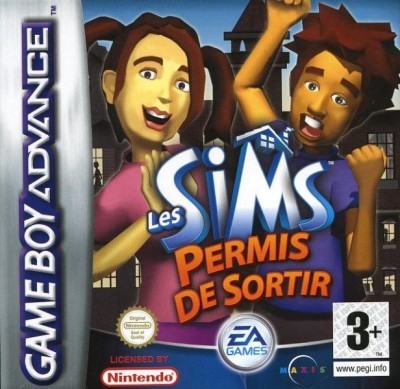 GAME BOY ADVANCE
TM
Les
SiMS
PERMIS
DE SORTIR
Original
Nintendo
Seal of Quality
LICENSED BY
Nintendo
EA
GAMES
MAXIS
3+
www.pegi.info